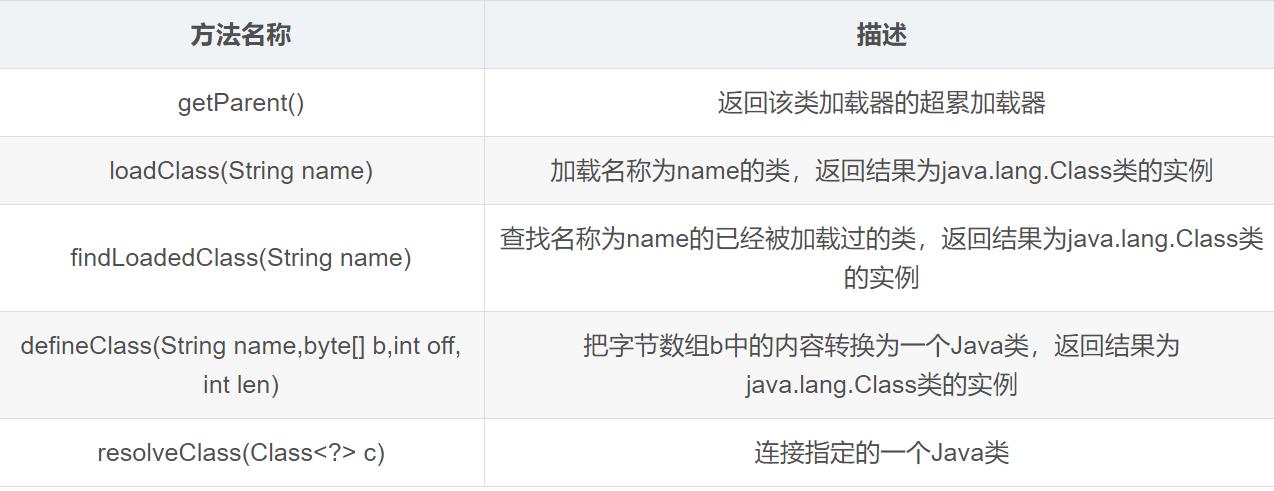 方法名称
描述
getParent()
返回该类加载器的超累加载器
loadClass(String name)
加载名称为name的类，返回结果为java.lang.Class类的实例
findLoadedClass(String name)
查找名称为name的已经被加载过的类，返回结果为java.lang.Class类
的实例
defineClass(String name,byte[] b,int off,
int len)
把字节数组b中的内容转换为一个Java类，返回结果为
java.lang.Class类的实例
resolveClass(Class<?> c)
连接指定的一个Java类